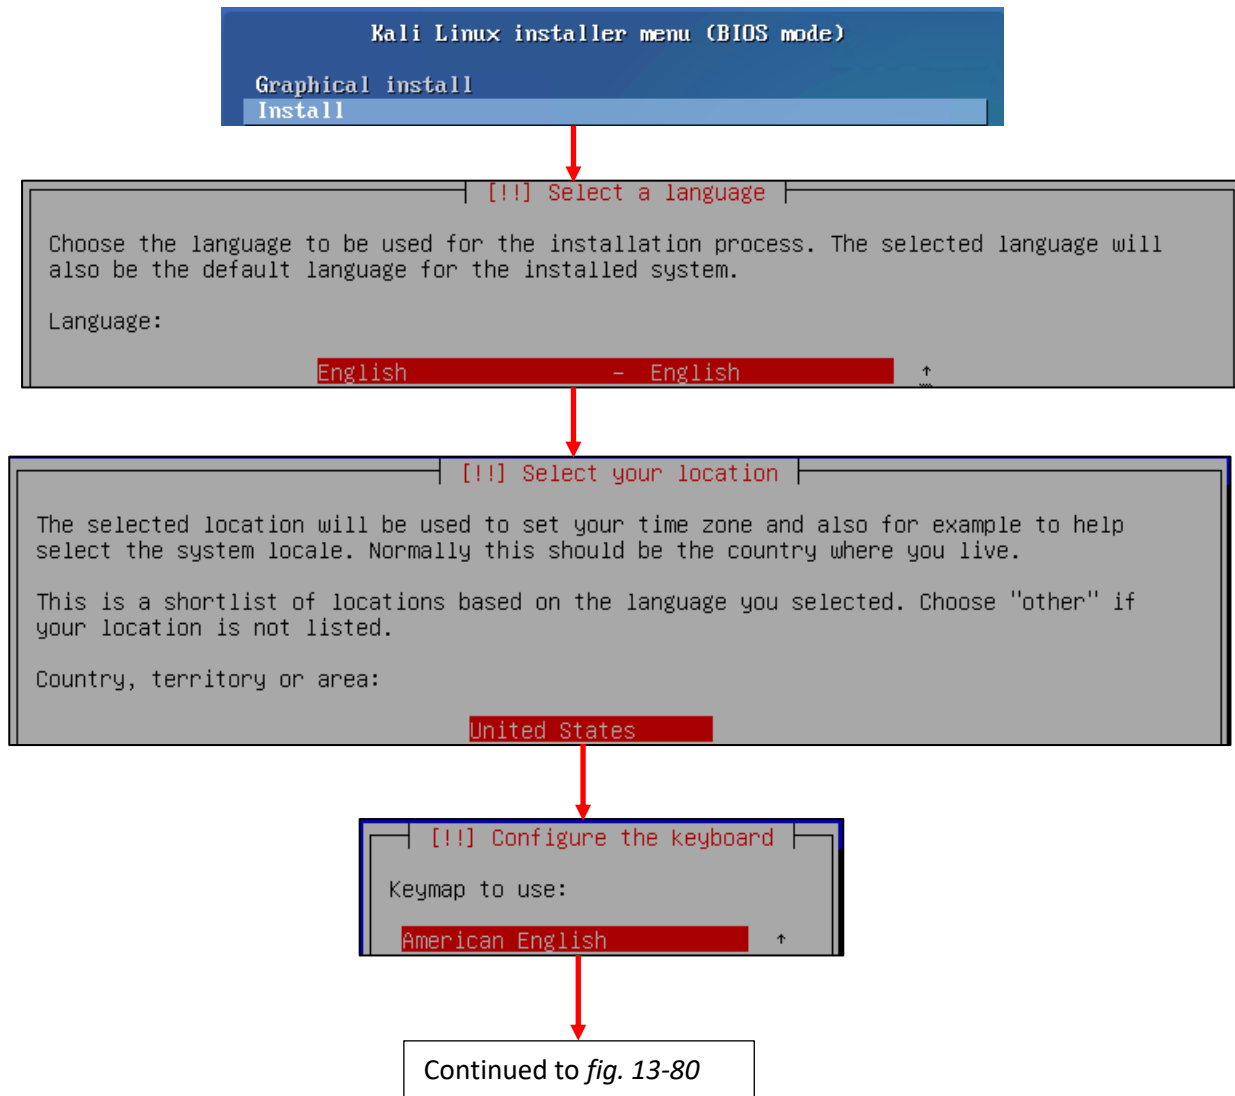 Kali Linux installer menu (BIOS mode)
Graphical install
Install
[!!] Select a language
Choose the language to be used for the installation process. The selected language will
also be the default language for the installed system.
Language:
English – English ↑
[!!] Select your location
The selected location will be used to set your time zone and also for example to help
select the system locale. Normally this should be the country where you live.
This is a shortlist of locations based on the language you selected. Choose "other" if
your location is not listed.
Country, territory or area:
United States
[!!] Configure the keyboard
Keymap to use:
American English ↑
Continued to fig. 13-80